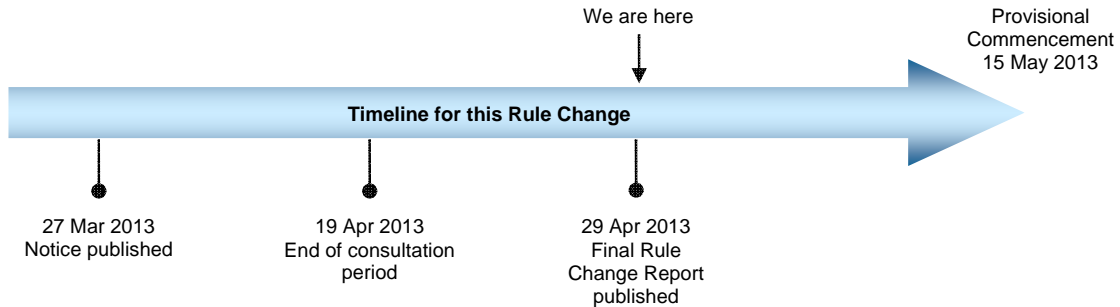 We are here
Provisional
Commencement
15 May 2013
Timeline for this Rule Change
27 Mar 2013
Notice published
19 Apr 2013
End of consultation
period
29 Apr 2013
Final Rule
Change Report
published